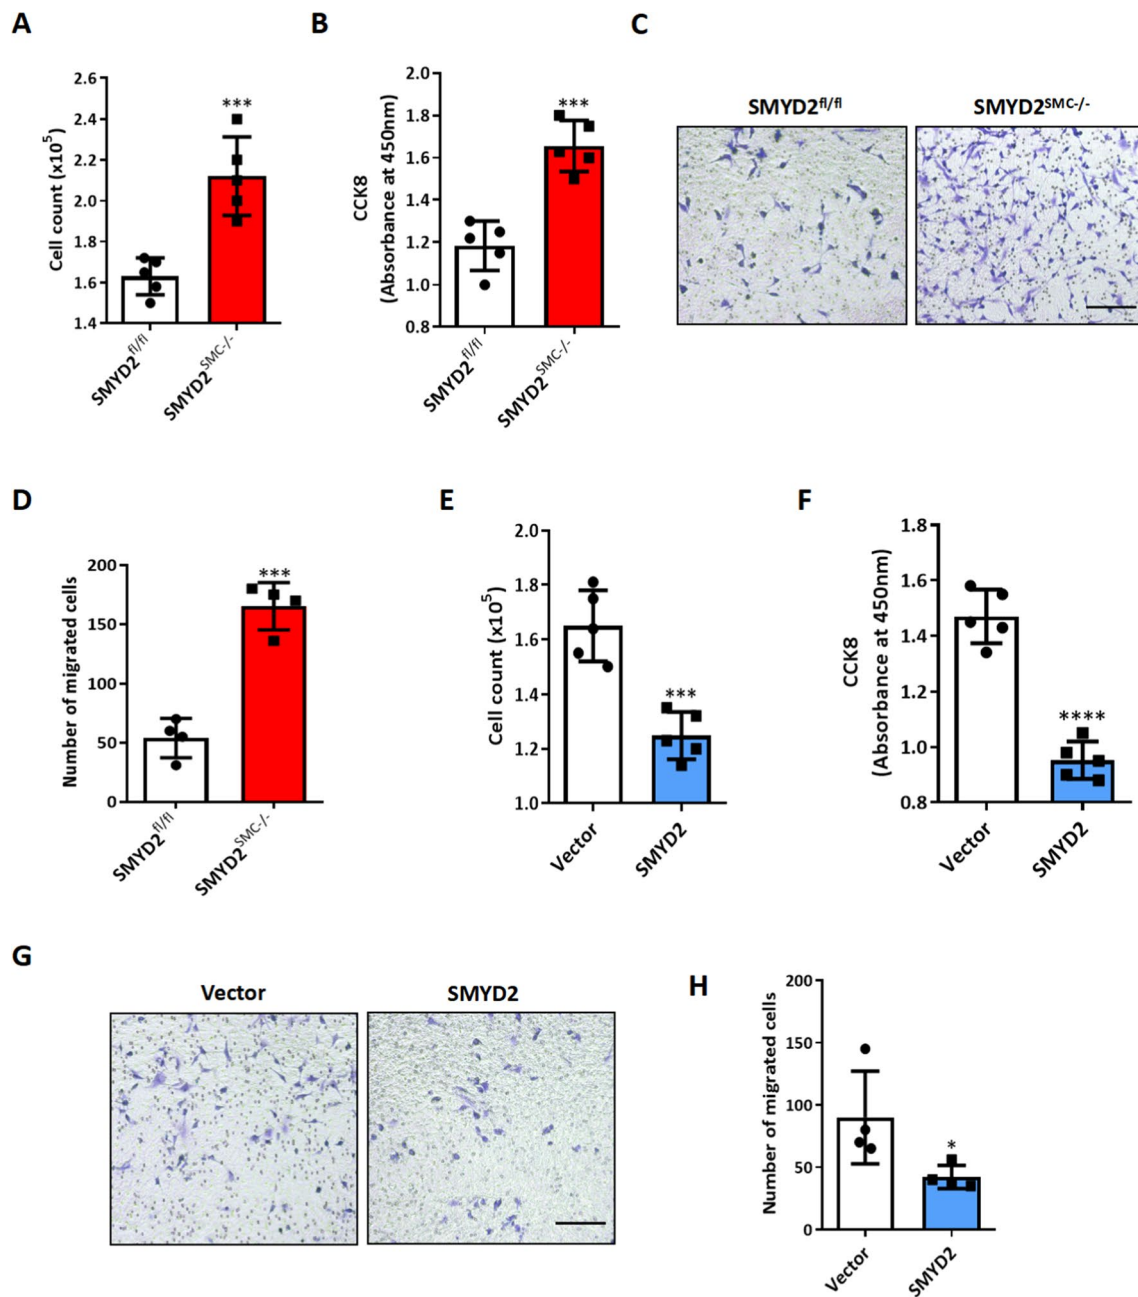 A
Cell count (x10⁵)
2.6
2.4
2.2
2.0
1.8
1.6
1.4
***
SMYD2fl/fl
SMYD2SMC-/-
B
CCK8
(Absorbance at 450nm)
2.0
1.8
1.6
1.4
1.2
1.0
0.8
***
SMYD2fl/fl
SMYD2SMC-/-
C
SMYD2fl/fl
SMYD2SMC-/-
D
Number of migrated cells
200
150
100
50
0
***
SMYD2fl/fl
SMYD2SMC-/-
E
Cell count (x10⁵)
2.0
1.8
1.6
1.4
1.2
1.0
***
Vector
SMYD2
F
CCK8
(Absorbance at 450nm)
1.8
1.6
1.4
1.2
1.0
0.8
****
Vector
SMYD2
G
Vector
SMYD2
H
Number of migrated cells
200
150
100
50
0
*
Vector
SMYD2